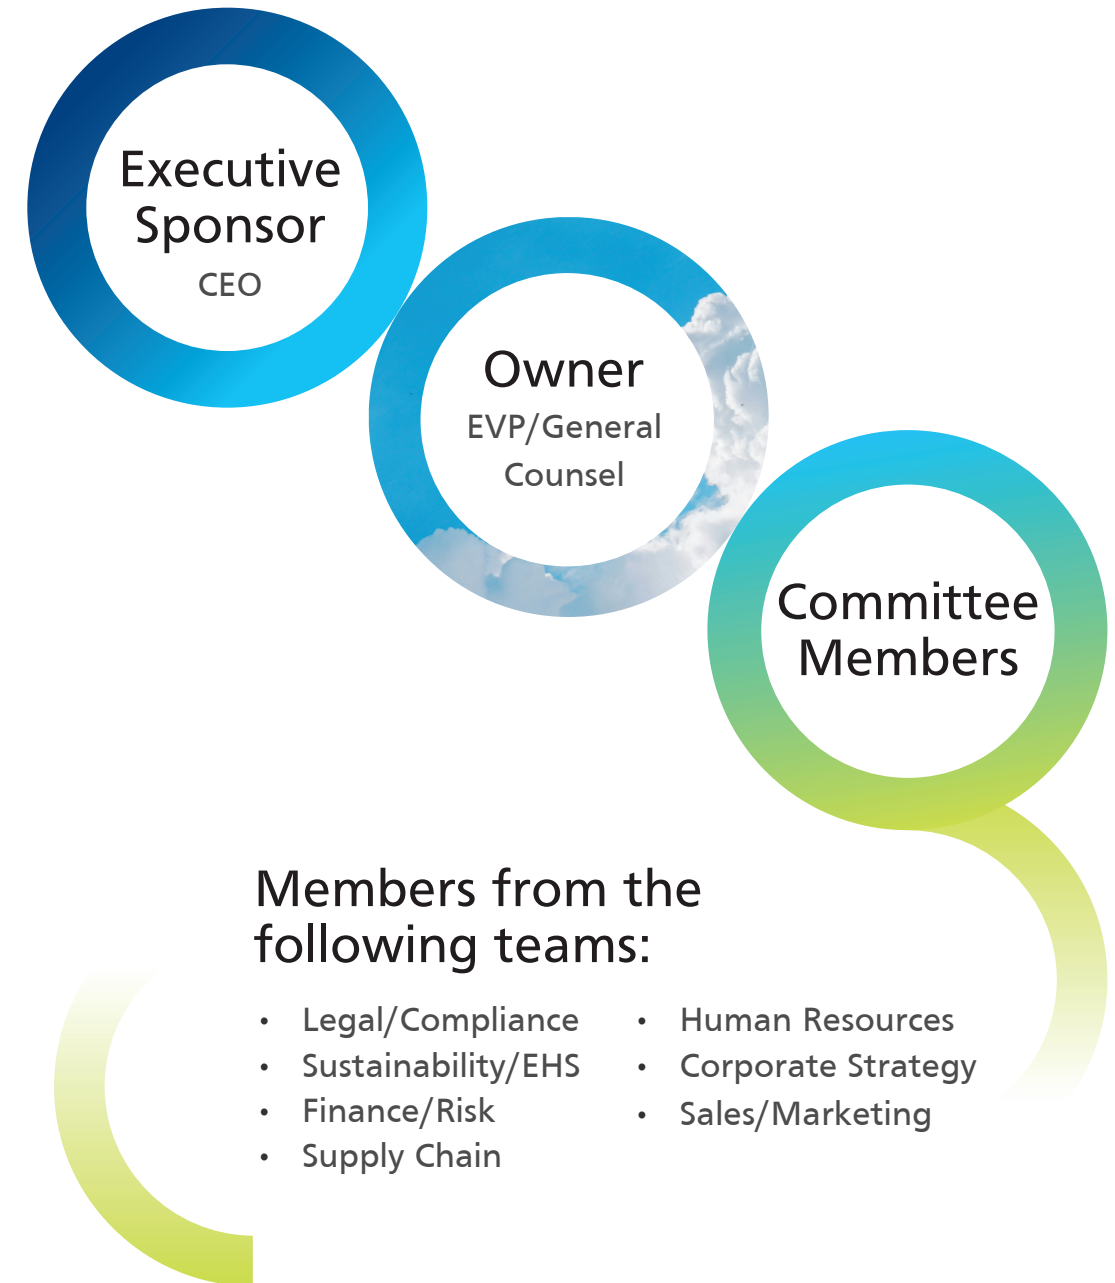 Executive
Sponsor
CEO
Owner
EVP/General
Counsel
Committee
Members
Members from the
following teams:
• Legal/Compliance
• Sustainability/EHS
• Finance/Risk
• Supply Chain
• Human Resources
• Corporate Strategy
• Sales/Marketing